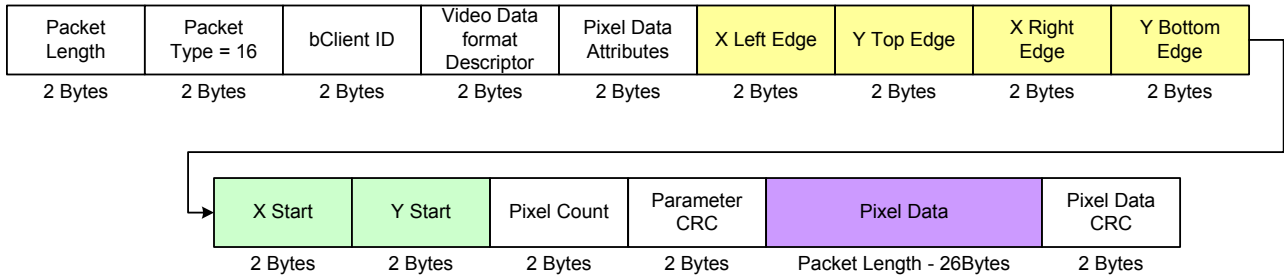 Packet
Length
Packet
Type = 16
bClient ID
Video Data
format
Descriptor
Pixel Data
Attributes
X Left Edge
Y Top Edge
X Right
Edge
Y Bottom
Edge
2 Bytes
2 Bytes
2 Bytes
2 Bytes
2 Bytes
2 Bytes
2 Bytes
2 Bytes
2 Bytes
X Start
Y Start
Pixel Count
Parameter
CRC
Pixel Data
Pixel Data
CRC
2 Bytes
2 Bytes
2 Bytes
2 Bytes
Packet Length - 26Bytes
2 Bytes